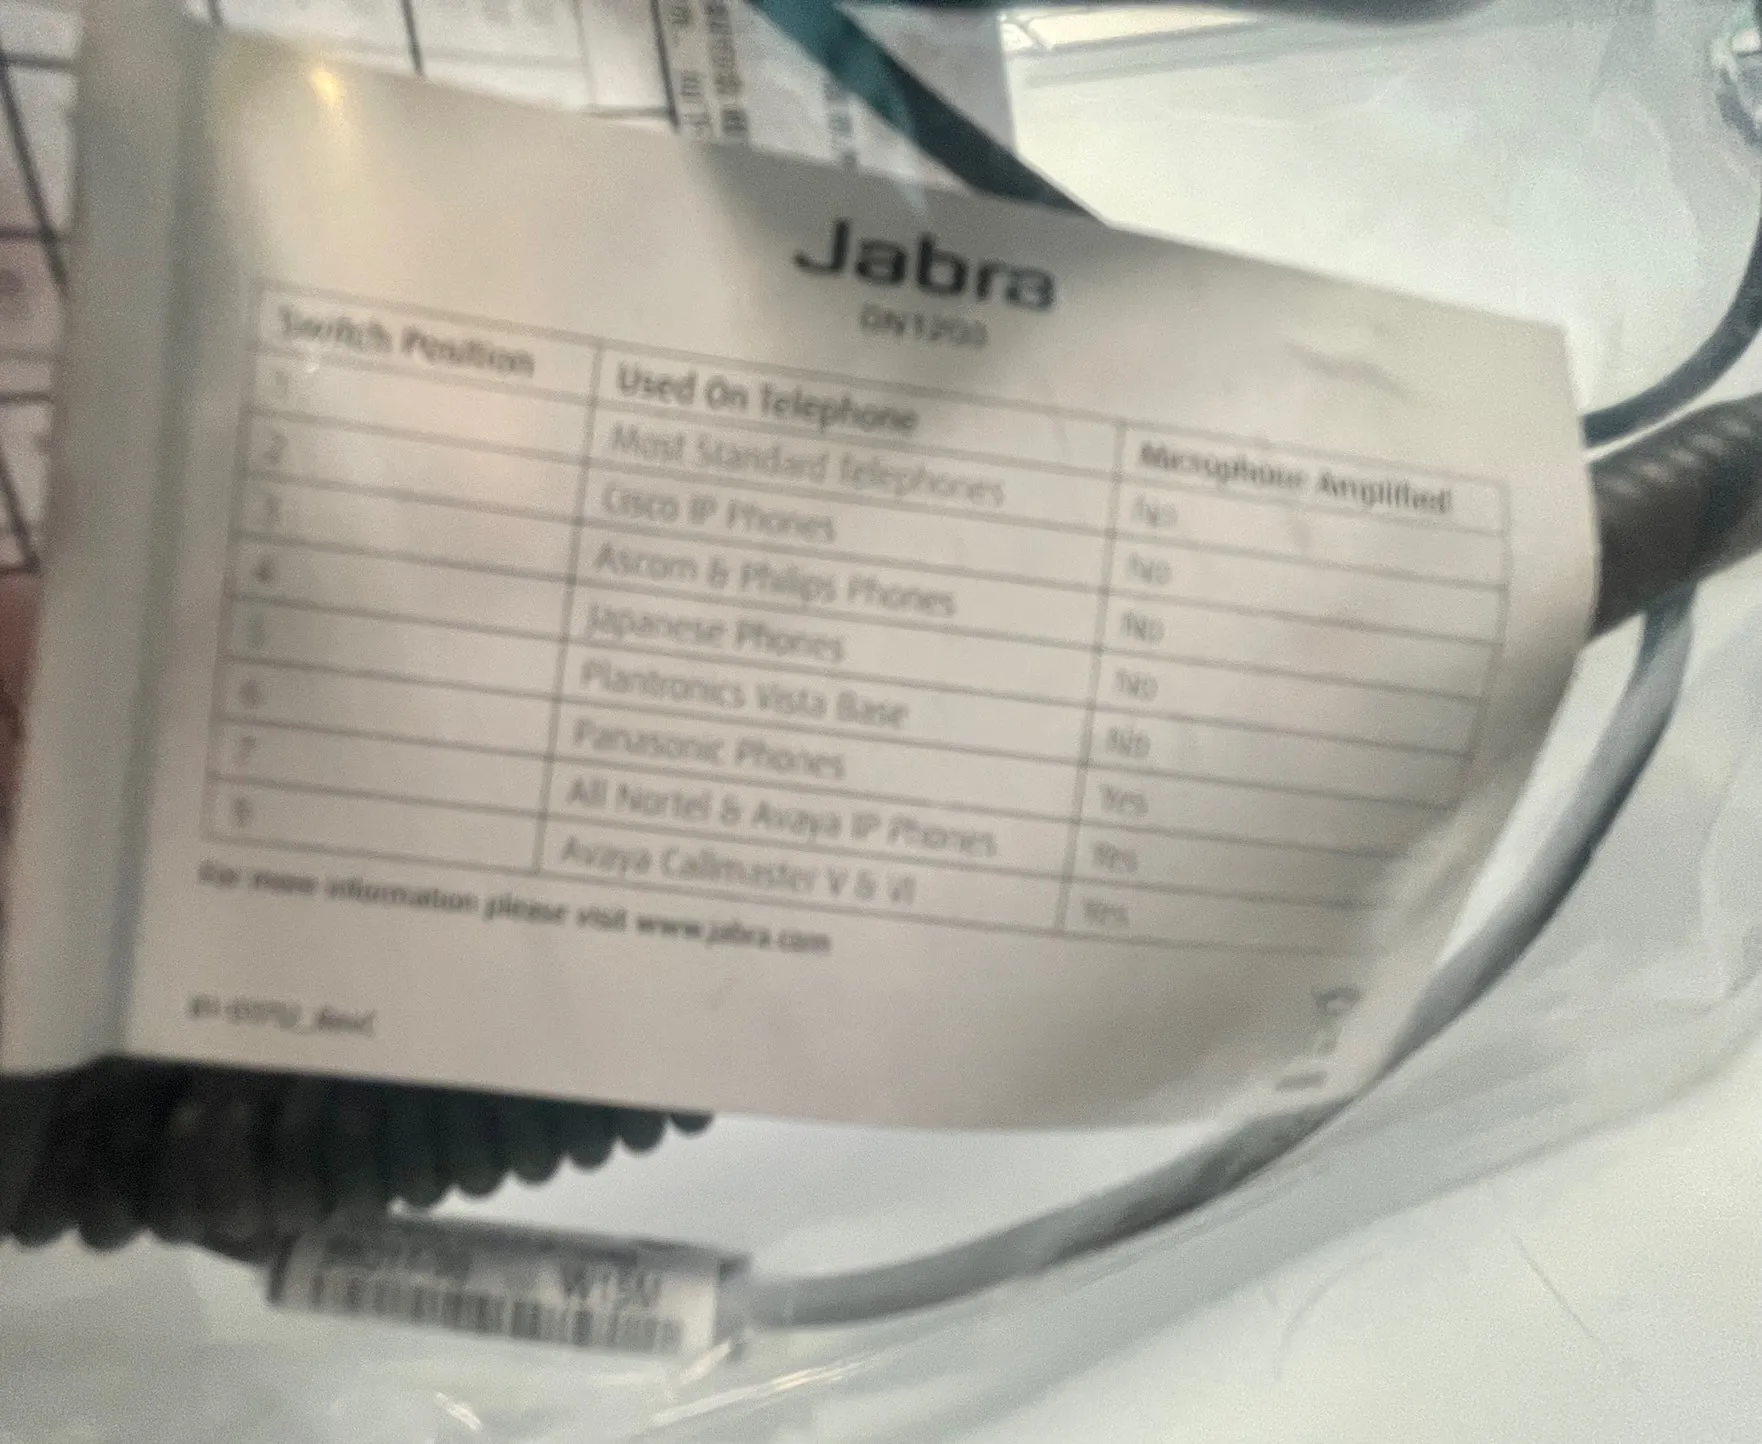 Jabra
GN1200
Switch Position Used On Telephone Microphone Amplified
1 Most Standard Telephones No
2 Cisco IP Phones No
3 Ascom & Philips Phones No
4 Japanese Phones No
5 Plantronics Vista Base No
6 Panasonic Phones Yes
7 All Nortel & Avaya IP Phones Yes
8 Avaya Callmaster V & VI Yes
For more information please visit www.jabra.com